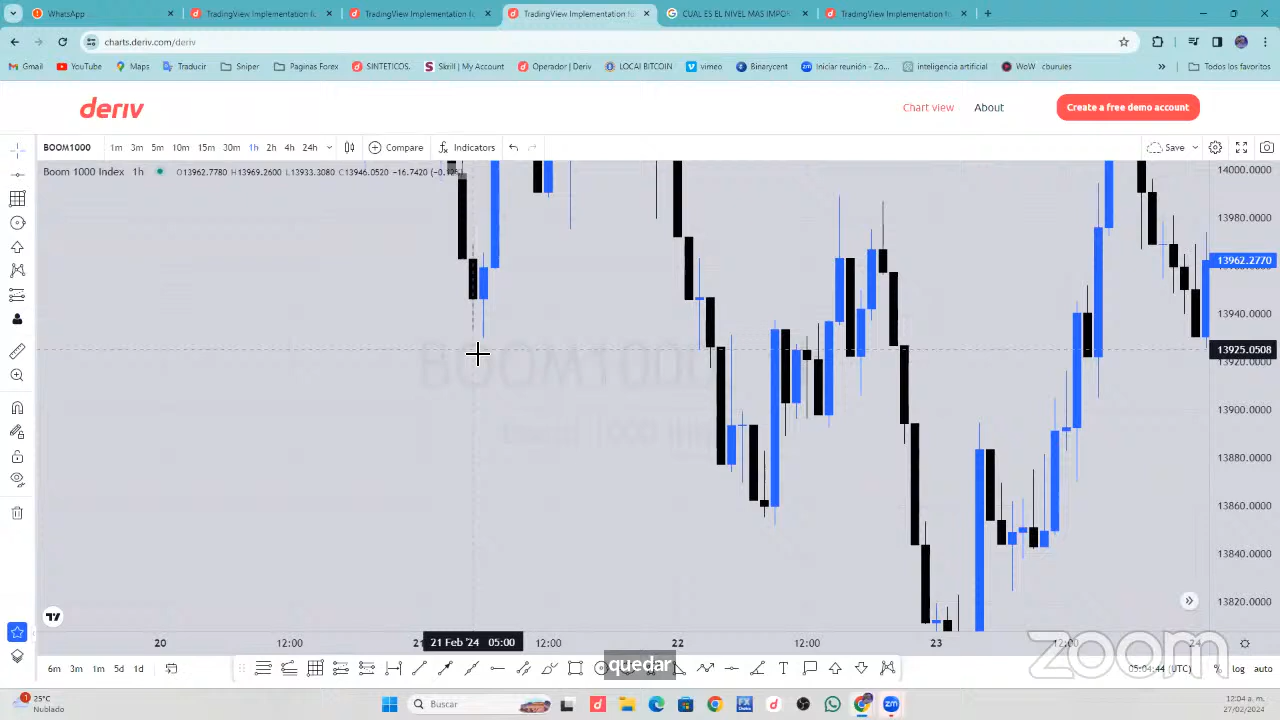 WhatsApp
TradingView Implementation fo
TradingView Implementation fo
TradingView Implementation fo
CUAL ES EL NIVEL MAS IMPOR
TradingView Implementation fo
charts.deriv.com/deriv
Gmail
YouTube
Maps
Traducir
Sniper
Paginas Forex
SINTETICOS.
Skrill | My Account
Operador | Deriv
LOCAl BITCOIN
vimeo
Binarycent
Iniciar reunión - Zo...
inteligencia artificial
WoW ︰cburules
Todos los favoritos
deriv
Chart view
About
Create a free demo account
BOOM1000
1m 3m 5m 10m 15m 30m 1h 2h 4h 24h
Compare
Indicators
Save
Boom 1000 Index 1h O13962.7780 H13969.2600 L13933.3080 C13946.0520 -16.7420
14000.0000
13980.0000
13962.2770
13940.0000
13925.0508
13920.0000
13900.0000
13880.0000
13860.0000
13840.0000
13820.0000
BOOM1000
20
12:00
21 Feb '24 05:00
12:00
22
12:00
23
12:00
24
zoom
quedar
6m 3m 1m 5d 1d
05:04:44 (UTC)
% log auto
25°C
Nublado
Buscar
12:04 a. m.
27/02/2024